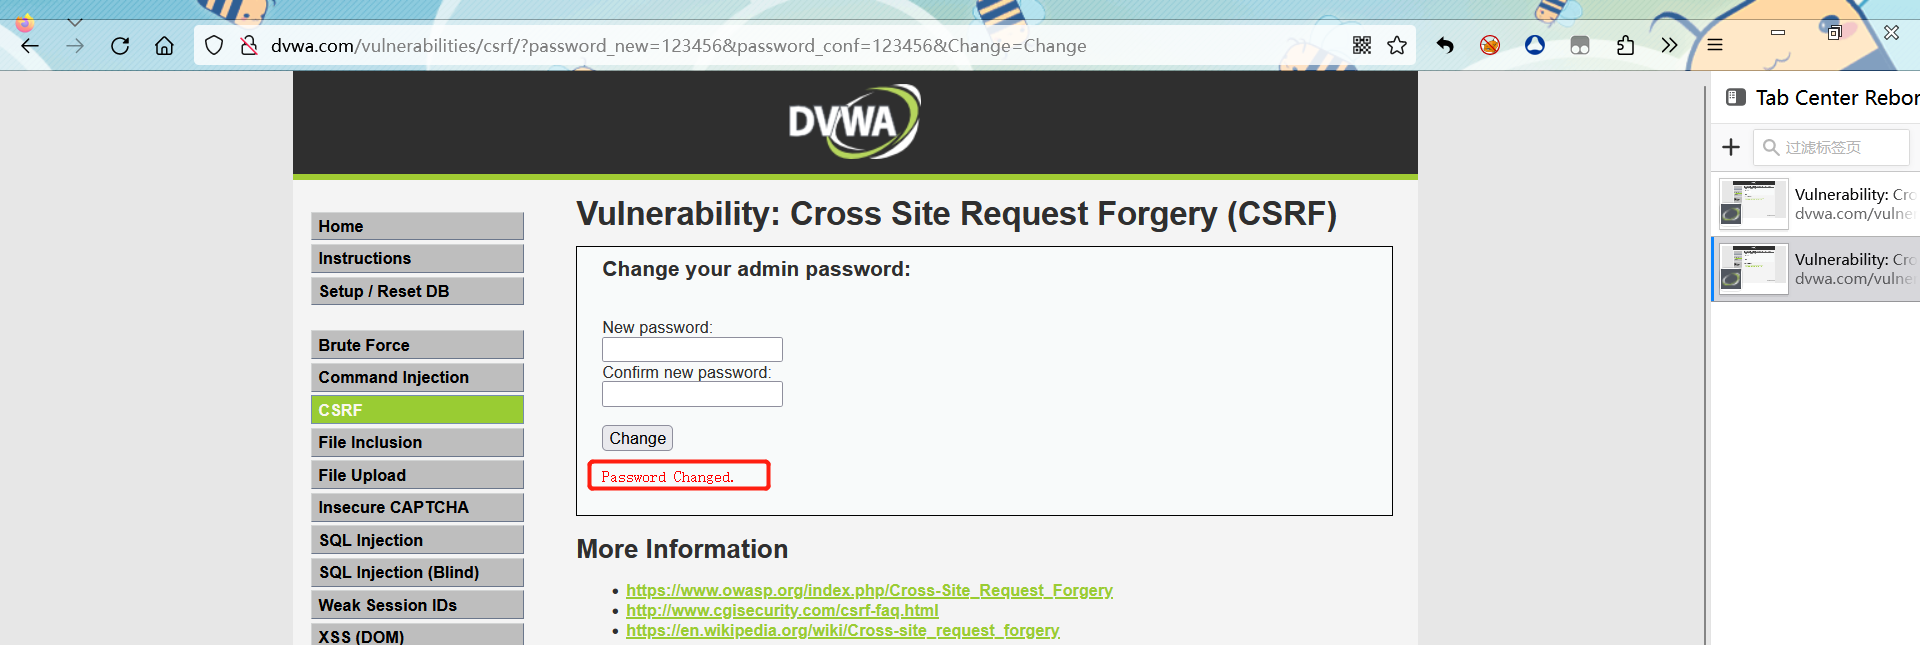 dvwa.com/vulnerabilities/csrf/?password_new=123456&password_conf=123456&Change=Change
DVWA
Tab Center Rebor
过滤标签页
Vulnerability: Cro
dvwa.com/vulne
Vulnerability: Cro
dvwa.com/vulne
Home
Instructions
Setup / Reset DB
Brute Force
Command Injection
CSRF
File Inclusion
File Upload
Insecure CAPTCHA
SQL Injection
SQL Injection (Blind)
Weak Session IDs
XSS (DOM)
Vulnerability: Cross Site Request Forgery (CSRF)
Change your admin password:
New password:
Confirm new password:
Change
Password Changed.
More Information
• https://www.owasp.org/index.php/Cross-Site_Request_Forgery
• http://www.cgisecurity.com/csrf-faq.html
• https://en.wikipedia.org/wiki/Cross-site_request_forgery